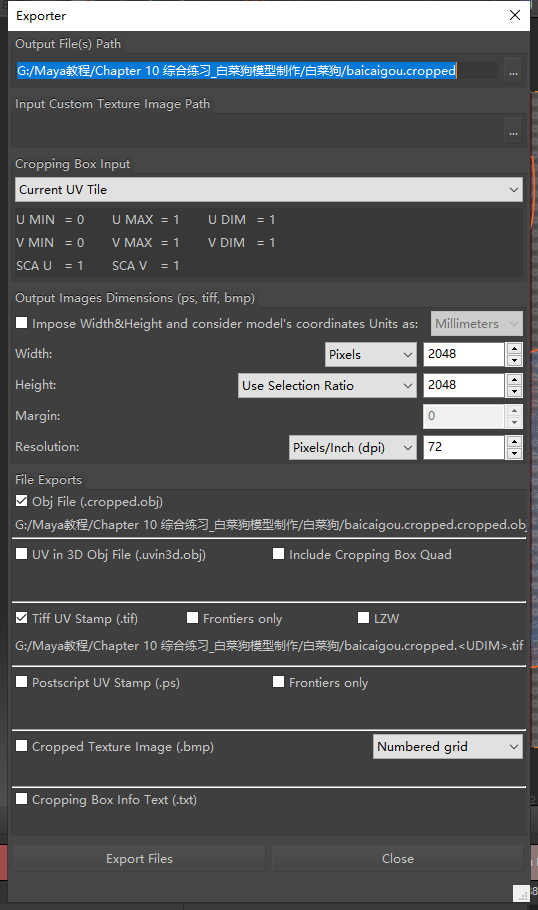 Exporter
Output File(s) Path
G:/Maya教程/Chapter 10 综合练习_白菜狗模型制作/白菜狗/baicaigou.cropped
...
Input Custom Texture Image Path
...
Cropping Box Input
Current UV Tile
U MIN = 0 U MAX = 1 U DIM = 1
V MIN = 0 V MAX = 1 V DIM = 1
SCA U = 1 SCA V = 1
Output Images Dimensions (ps, tiff, bmp)
Impose Width&Height and consider model's coordinates Units as: Millimeters
Width: Pixels 2048
Height: Use Selection Ratio 2048
Margin: 0
Resolution: Pixels/Inch (dpi) 72
File Exports
Obj File (.cropped.obj)
G:/Maya教程/Chapter 10 综合练习_白菜狗模型制作/白菜狗/baicaigou.cropped.cropped.obj
UV in 3D Obj File (.uvin3d.obj) Include Cropping Box Quad
Tiff UV Stamp (.tif) Frontiers only LZW
G:/Maya教程/Chapter 10 综合练习_白菜狗模型制作/白菜狗/baicaigou.cropped.<UDIM>.tif
Postscript UV Stamp (.ps) Frontiers only
Cropped Texture Image (.bmp) Numbered grid
Cropping Box Info Text (.txt)
Export Files Close